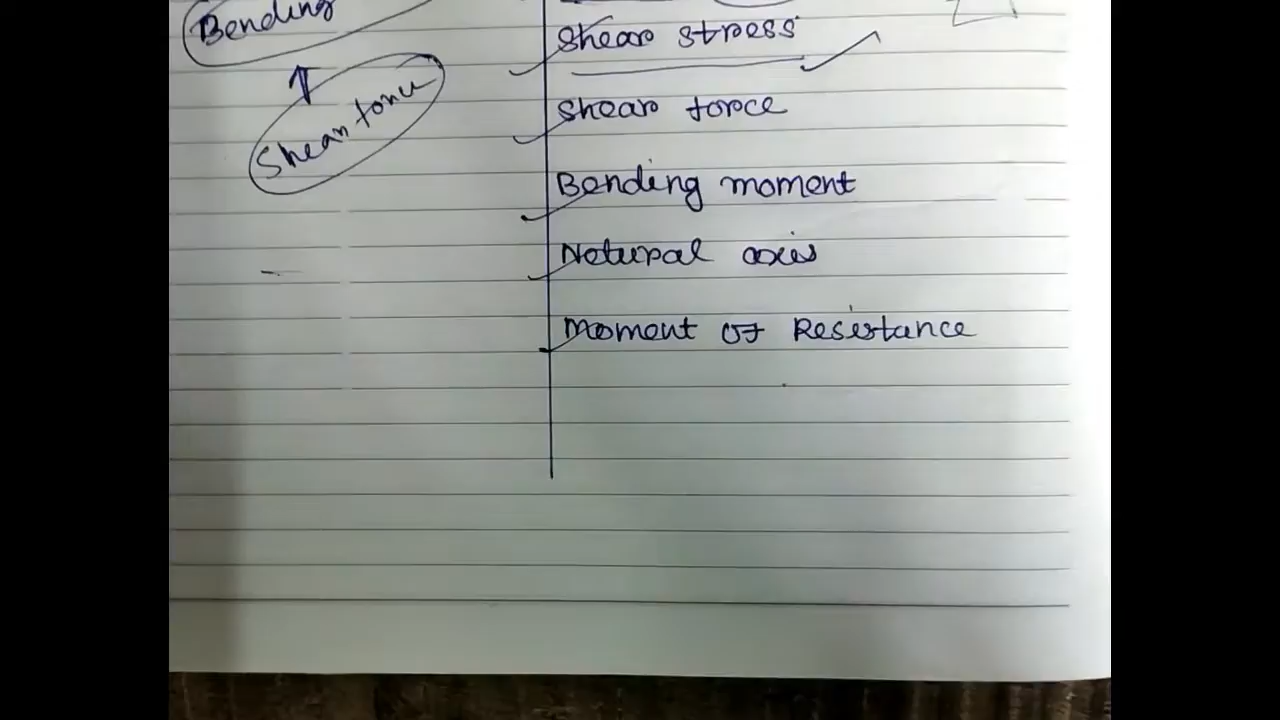 Bending
Shear force
Shear stress
Shear force
Bending moment
Netural axis
Moment of Resistance